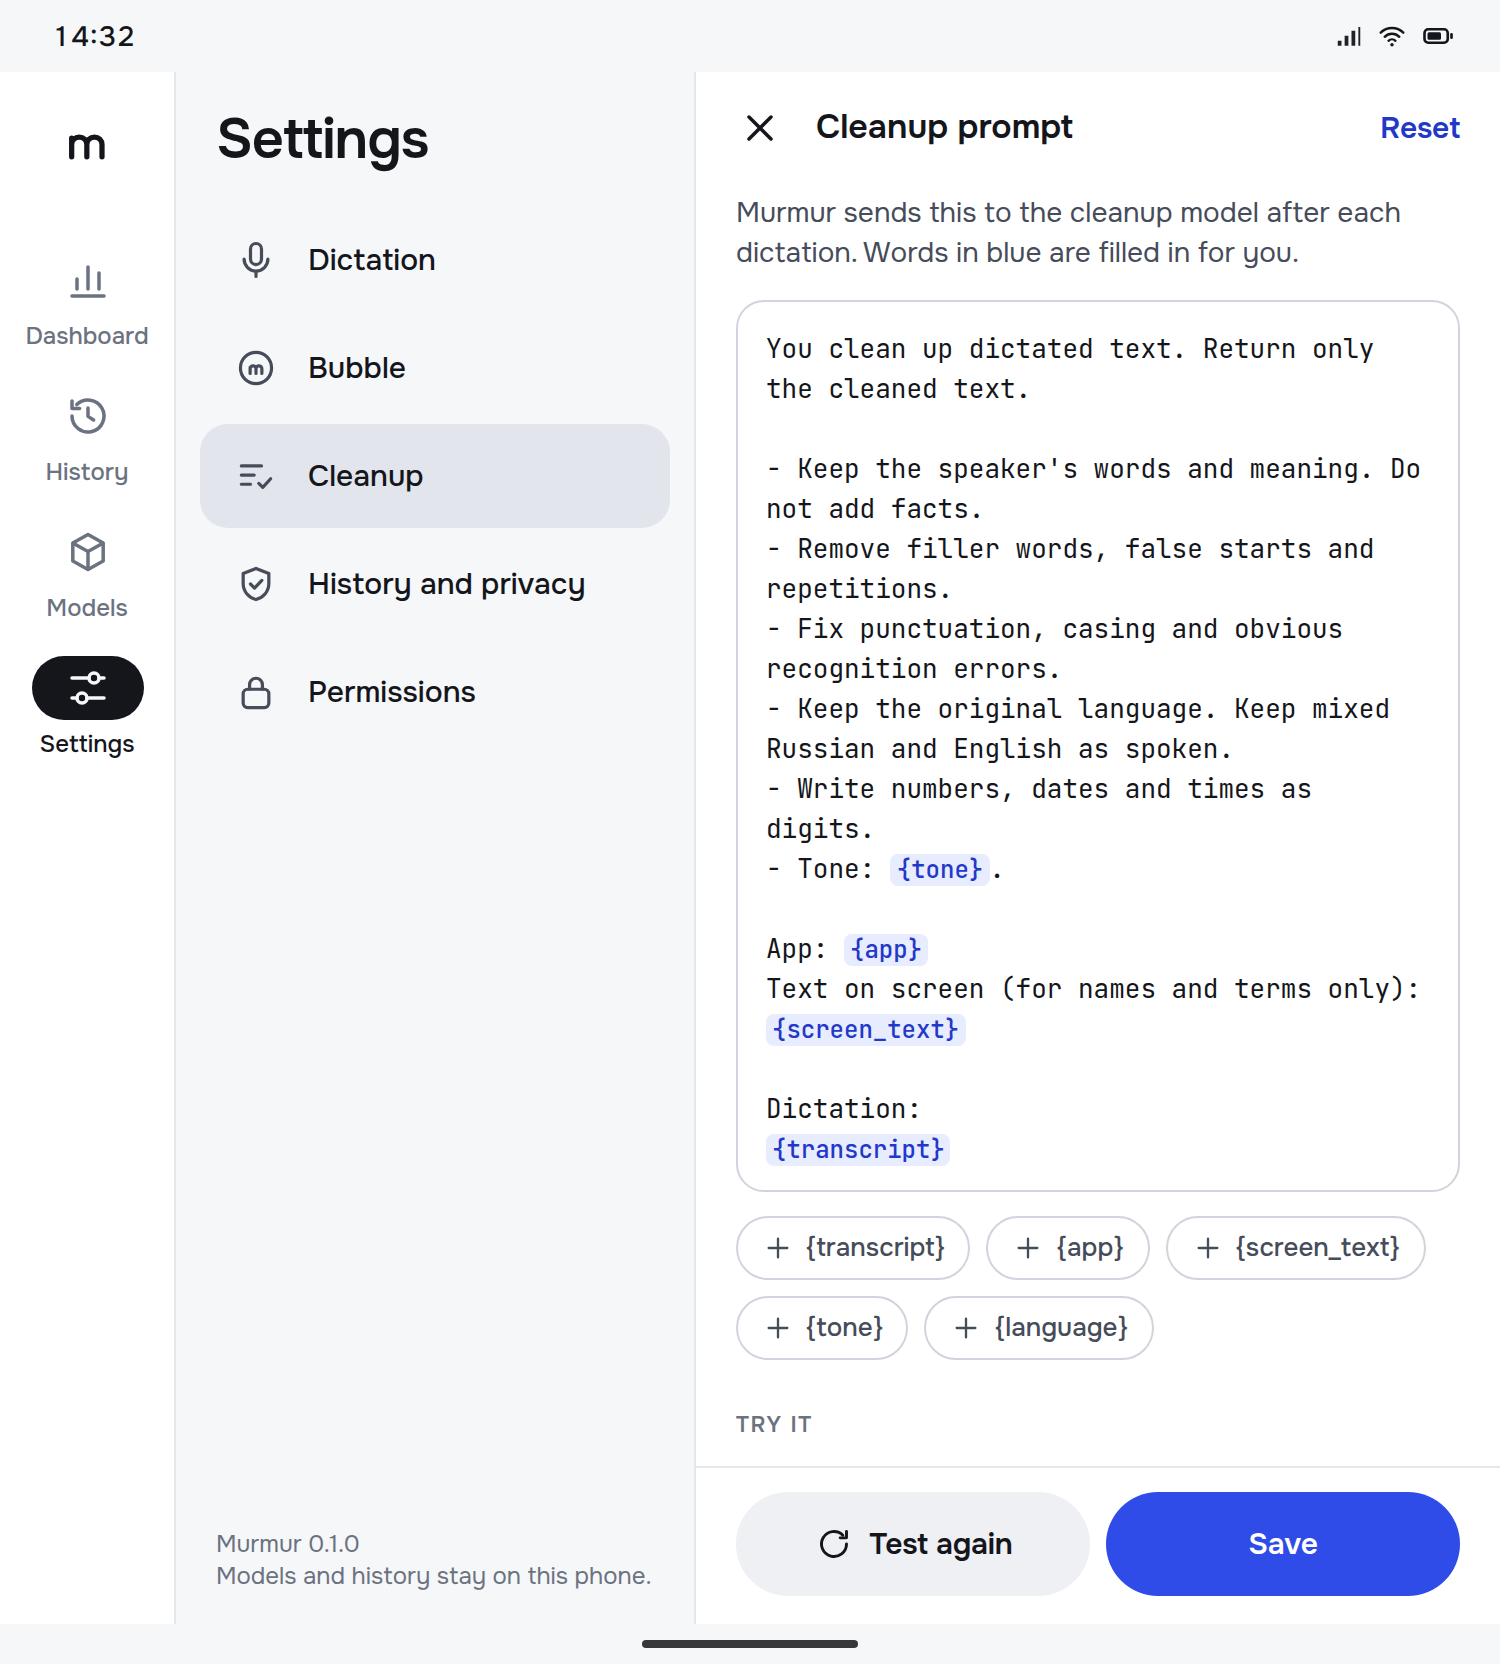 14:32
m
Dashboard
History
Models
Settings
Settings
Dictation
Bubble
Cleanup
History and privacy
Permissions
Murmur 0.1.0
Models and history stay on this phone.
Cleanup prompt
Reset
Murmur sends this to the cleanup model after each
dictation. Words in blue are filled in for you.
You clean up dictated text. Return only
the cleaned text.
- Keep the speaker's words and meaning. Do
not add facts.
- Remove filler words, false starts and
repetitions.
- Fix punctuation, casing and obvious
recognition errors.
- Keep the original language. Keep mixed
Russian and English as spoken.
- Write numbers, dates and times as
digits.
- Tone: {tone}.
App: {app}
Text on screen (for names and terms only):
{screen_text}
Dictation:
{transcript}
+ {transcript}
+ {app}
+ {screen_text}
+ {tone}
+ {language}
TRY IT
Test again
Save